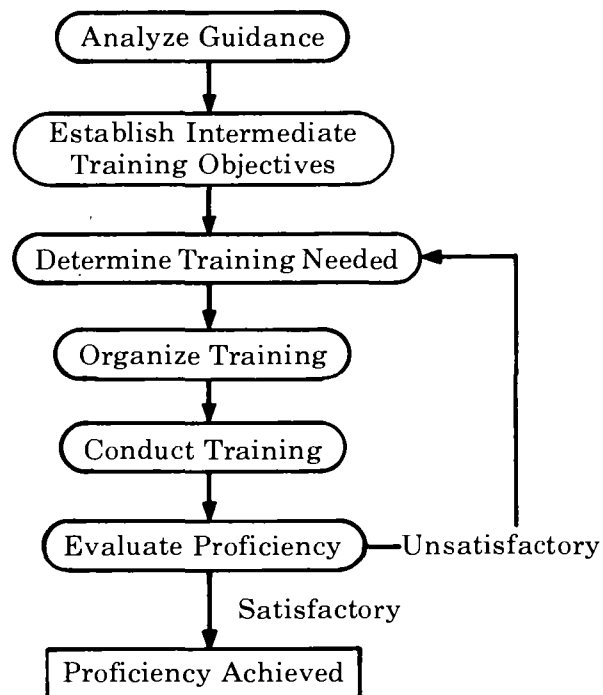 Analyze Guidance
Establish Intermediate
Training Objectives
Determine Training Needed
Organize Training
Conduct Training
Evaluate Proficiency
Unsatisfactory
Satisfactory
Proficiency Achieved